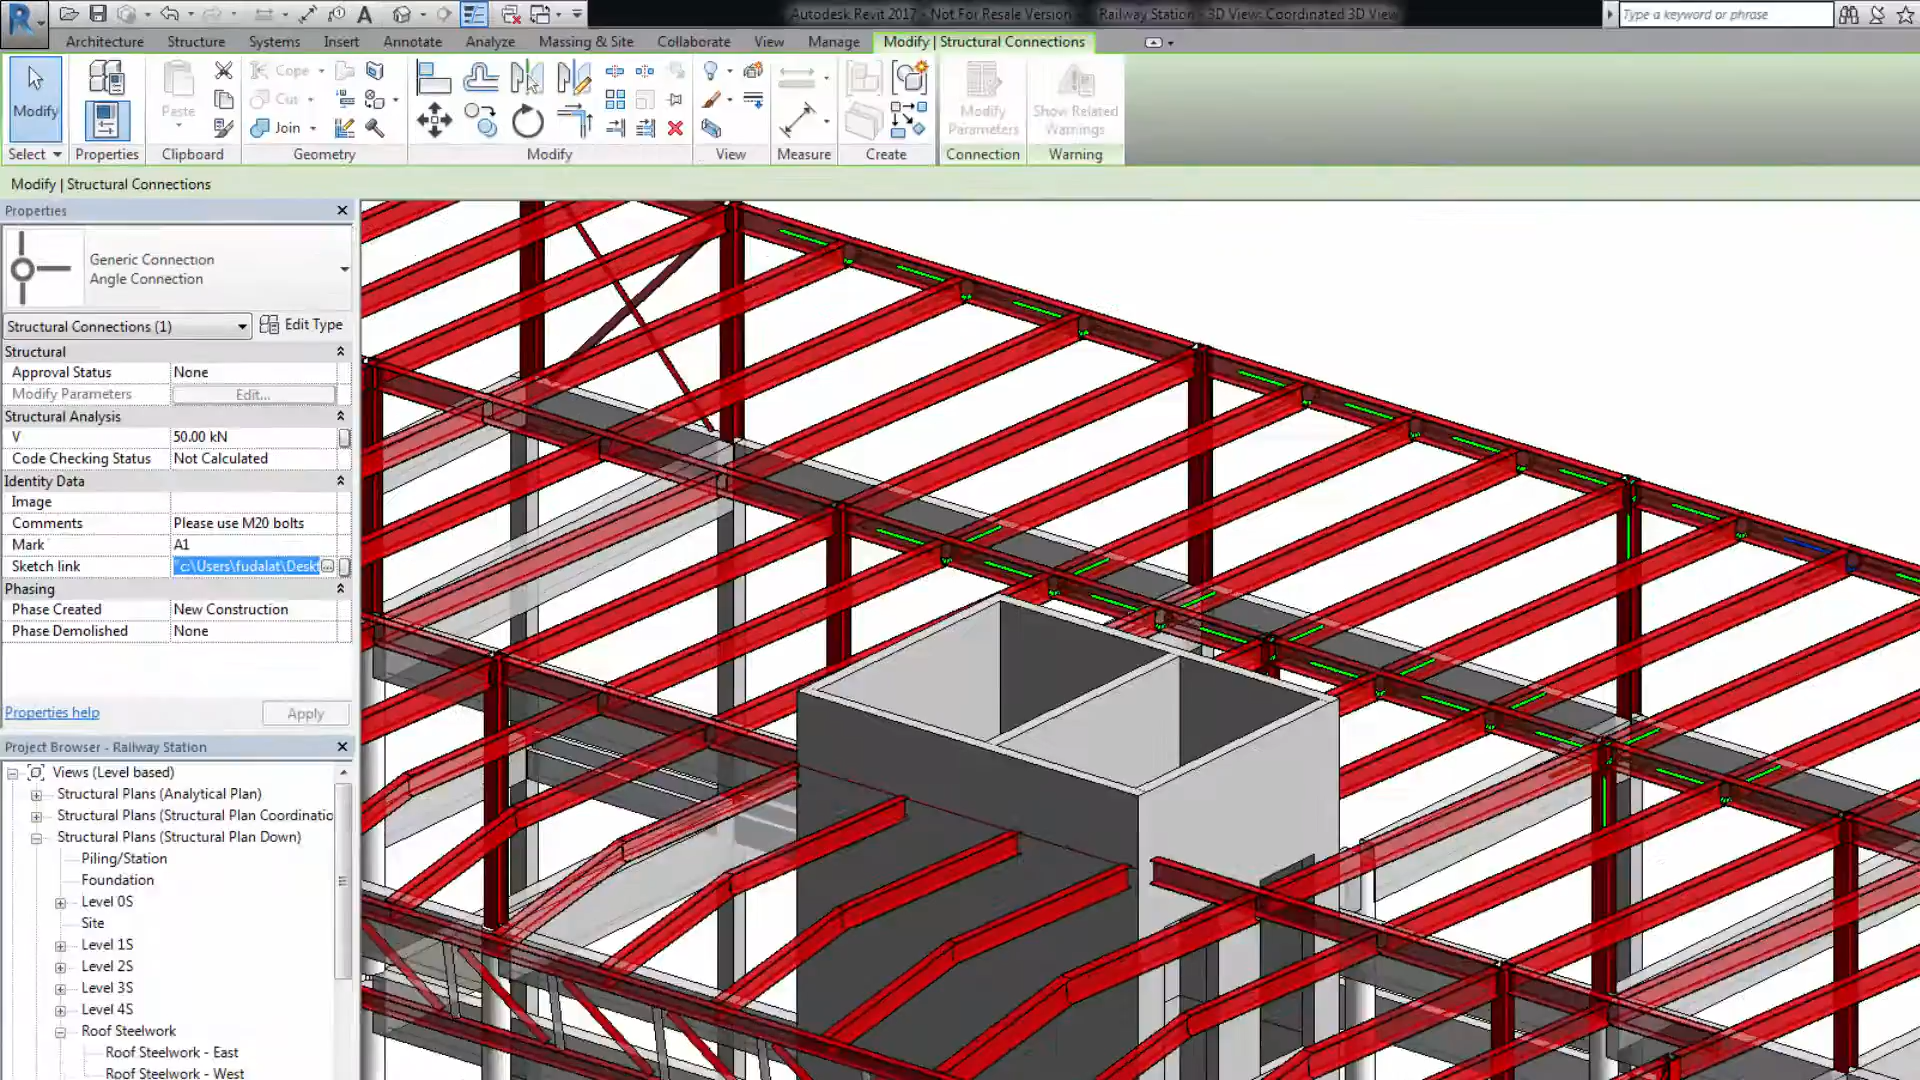 Autodesk Revit 2017 - Not For Resale Version - Railway Station - 3D View: Coordinated 3D View
Type a keyword or phrase
Architecture Structure Systems Insert Annotate Analyze Massing & Site Collaborate View Manage Modify | Structural Connections
Modify
Paste
Cope
Cut
Join
Modify Parameters
Show Related Warnings
Select Properties Clipboard Geometry Modify View Measure Create Connection Warning
Modify | Structural Connections
Properties
Generic Connection
Angle Connection
Structural Connections (1) Edit Type
Structural
Approval Status None
Modify Parameters Edit...
Structural Analysis
V 50.00 kN
Code Checking Status Not Calculated
Identity Data
Image
Comments Please use M20 bolts
Mark A1
Sketch link "c:\Users\fudalat\Deskt
Phasing
Phase Created New Construction
Phase Demolished None
Properties help Apply
Project Browser - Railway Station
Views (Level based)
Structural Plans (Analytical Plan)
Structural Plans (Structural Plan Coordinatio
Structural Plans (Structural Plan Down)
Piling/Station
Foundation
Level 0S
Site
Level 1S
Level 2S
Level 3S
Level 4S
Roof Steelwork
Roof Steelwork - East
Roof Steelwork - West